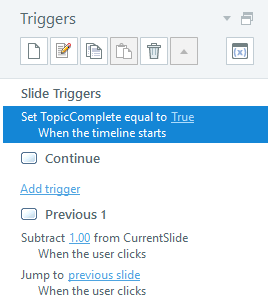 Triggers
(x)
Slide Triggers
Set TopicComplete equal to True
When the timeline starts
Continue
Add trigger
Previous 1
Subtract 1.00 from CurrentSlide
When the user clicks
Jump to previous slide
When the user clicks